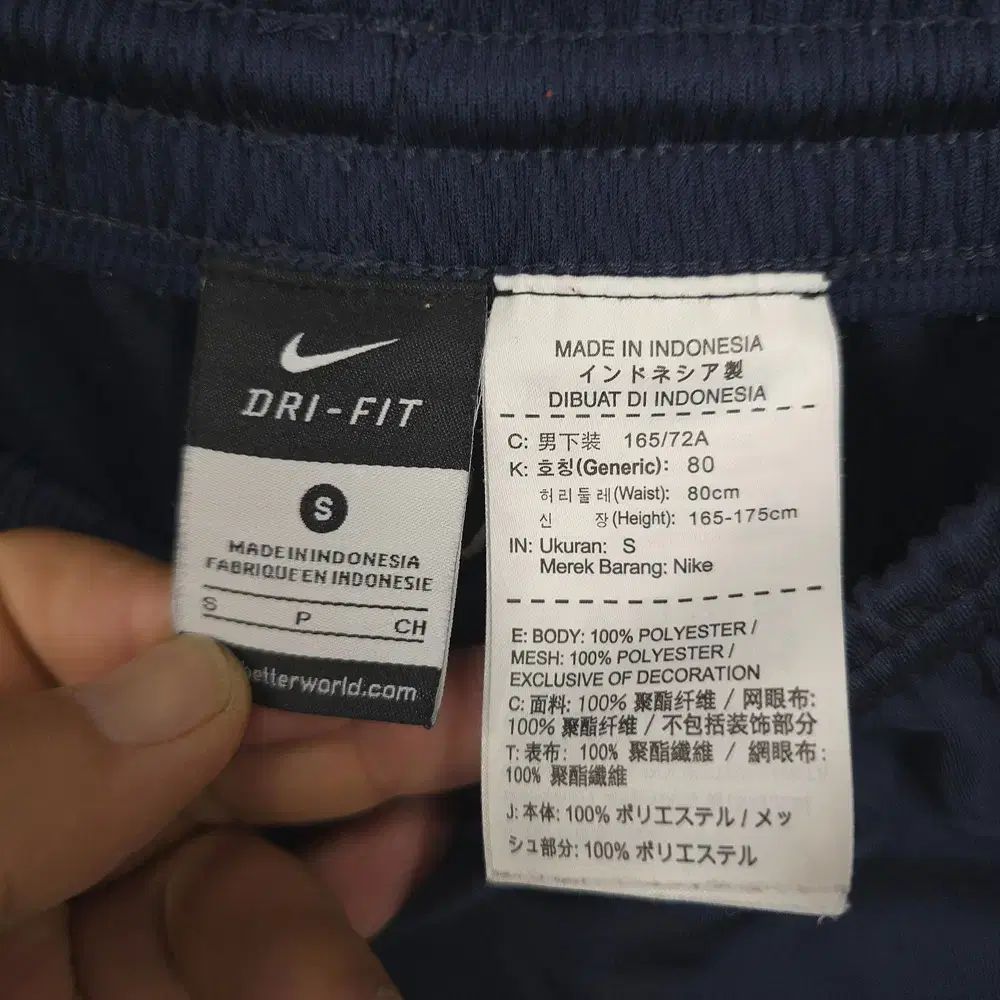 DRI-FIT
S
MADE IN INDONESIA
FABRIQUE EN INDONESIE
S P CH
betterworld.com
MADE IN INDONESIA
インドネシア製
DIBUAT DI INDONESIA
C: 男下装 165/72A
K: 호칭(Generic): 80
허리둘레(Waist): 80cm
신 장(Height): 165-175cm
IN: Ukuran: S
Merek Barang: Nike
E: BODY: 100% POLYESTER /
MESH: 100% POLYESTER /
EXCLUSIVE OF DECORATION
C: 面料: 100% 聚酯纤维 / 网眼布:
100% 聚酯纤维 / 不包括装饰部分
T: 表布: 100% 聚酯纖維 / 網眼布:
100% 聚酯纖維
J: 本体: 100% ポリエステル / メッ
シュ部分: 100% ポリエステル